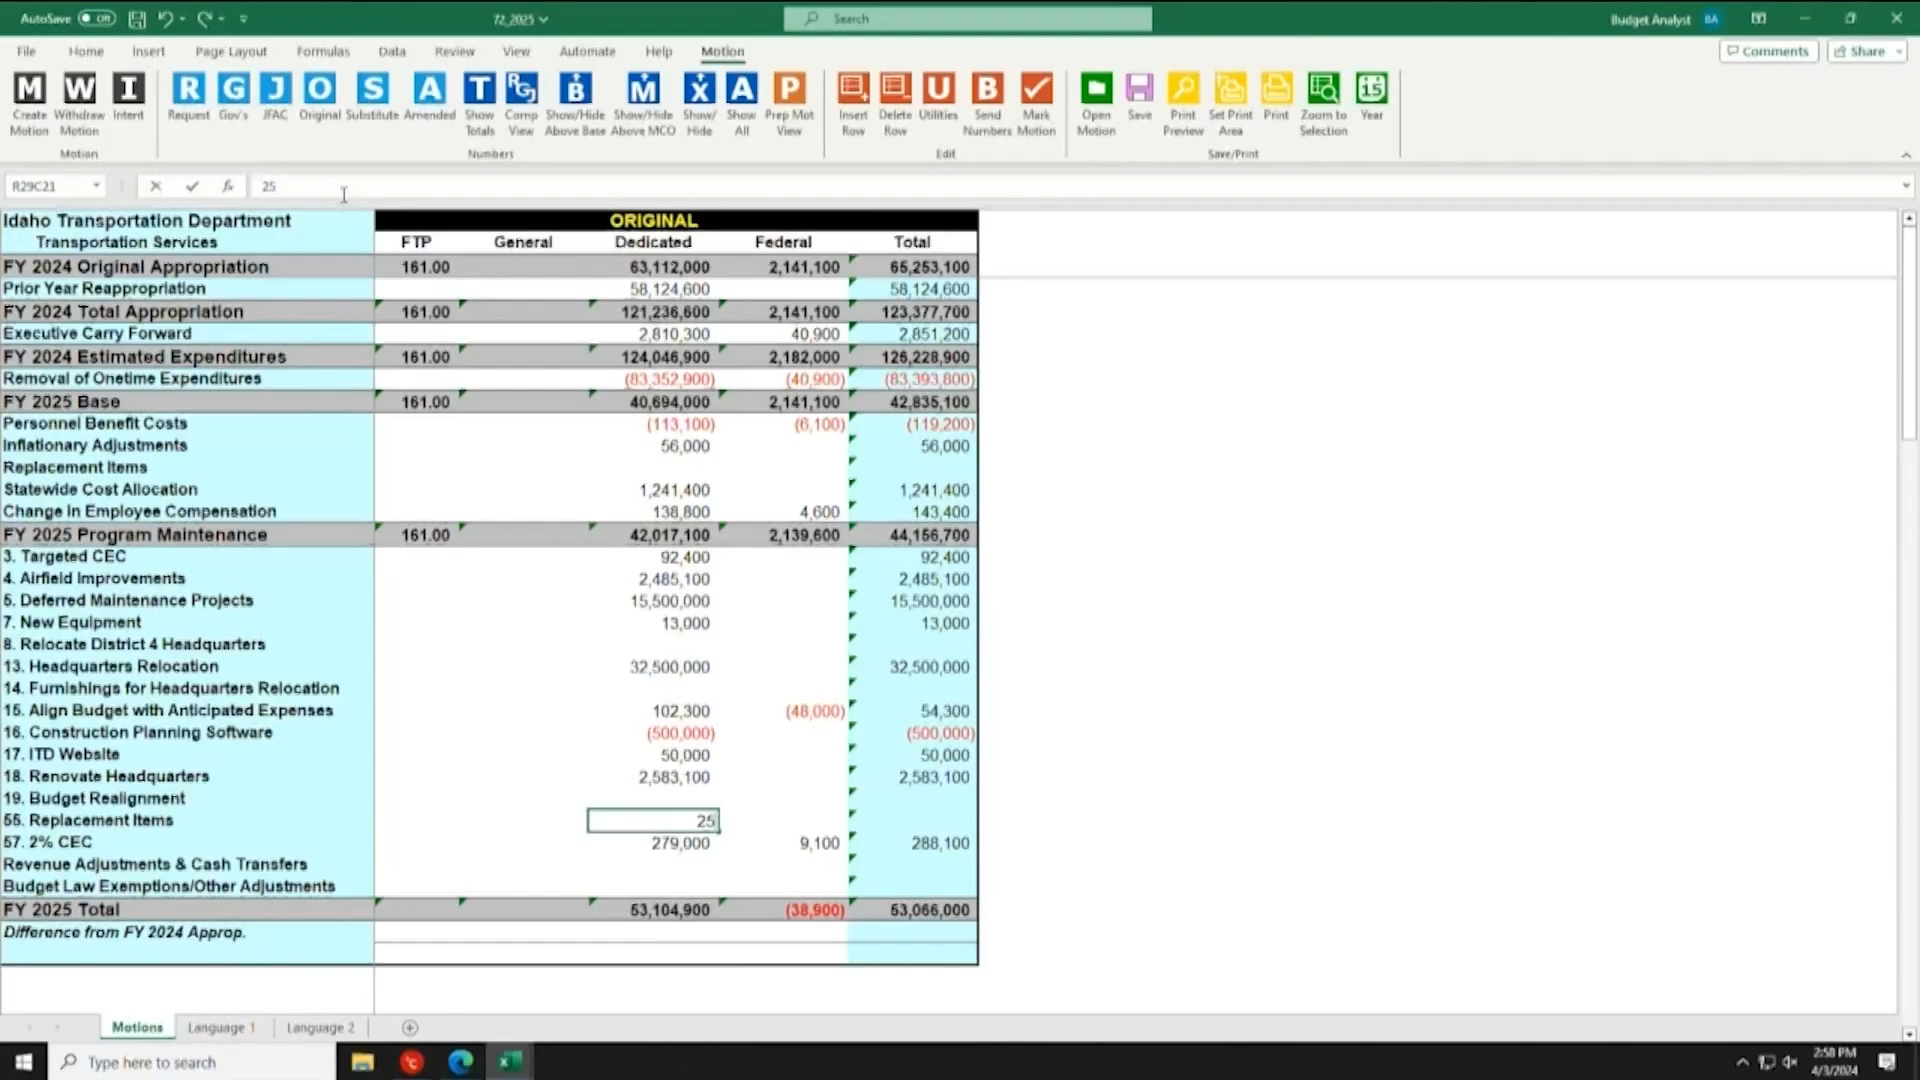 AutoSave Off 72_2025 Search Budget Analyst BA
File Home Insert Page Layout Formulas Data Review View Automate Help Motion Comments Share
M W I R G J O S A T RGJ B M X A P U B 15
Create Motion Withdraw Motion Intent Request Gov's JFAC Original Substitute Amended Show Totals Comp View Show/Hide Above Base Show/Hide Above MCO Show/Hide Show All Prep Mot View Insert Row Delete Row Utilities Send Numbers Mark Motion Open Motion Save Print Preview Set Print Area Print Zoom to Selection Year
Motion Numbers Edit Save/Print
R29C21 fx 25
Idaho Transportation Department ORIGINAL
Transportation Services FTP General Dedicated Federal Total
FY 2024 Original Appropriation 161.00 63,112,000 2,141,100 65,253,100
Prior Year Reappropriation 58,124,600 58,124,600
FY 2024 Total Appropriation 161.00 121,236,600 2,141,100 123,377,700
Executive Carry Forward 2,810,300 40,900 2,851,200
FY 2024 Estimated Expenditures 161.00 124,046,900 2,182,000 126,228,900
Removal of Onetime Expenditures (83,352,900) (40,900) (83,393,800)
FY 2025 Base 161.00 40,694,000 2,141,100 42,835,100
Personnel Benefit Costs (113,100) (6,100) (119,200)
Inflationary Adjustments 56,000 56,000
Replacement Items
Statewide Cost Allocation 1,241,400 1,241,400
Change in Employee Compensation 138,800 4,600 143,400
FY 2025 Program Maintenance 161.00 42,017,100 2,139,600 44,156,700
3. Targeted CEC 92,400 92,400
4. Airfield Improvements 2,485,100 2,485,100
5. Deferred Maintenance Projects 15,500,000 15,500,000
7. New Equipment 13,000 13,000
8. Relocate District 4 Headquarters
13. Headquarters Relocation 32,500,000 32,500,000
14. Furnishings for Headquarters Relocation
15. Align Budget with Anticipated Expenses 102,300 (48,000) 54,300
16. Construction Planning Software (500,000) (500,000)
17. ITD Website 50,000 50,000
18. Renovate Headquarters 2,583,100 2,583,100
19. Budget Realignment
55. Replacement Items 25
57. 2% CEC 279,000 9,100 288,100
Revenue Adjustments & Cash Transfers
Budget Law Exemptions/Other Adjustments
FY 2025 Total 53,104,900 (38,900) 53,066,000
Difference from FY 2024 Approp.
Motions Language 1 Language 2
Type here to search 2:58 PM
4/3/2024